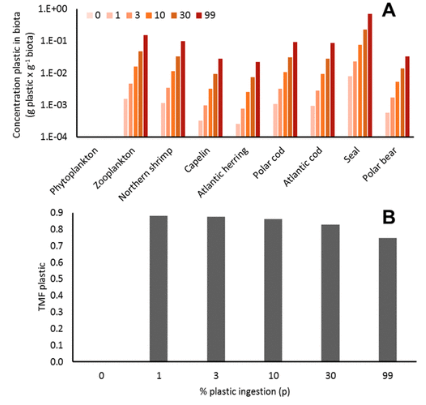 A
0 1 3 10 30 99
Concentration plastic in biota
(g plastic x g⁻¹ biota)
1.E+00
1.E-01
1.E-02
1.E-03
1.E-04
Phytoplankton
Zooplankton
Northern shrimp
Capelin
Atlantic herring
Polar cod
Atlantic cod
Seal
Polar bear
B
TMF plastic
0.9
0.8
0.7
0.6
0.5
0.4
0.3
0.2
0.1
0.0
0 1 3 10 30 99
% plastic ingestion (p)